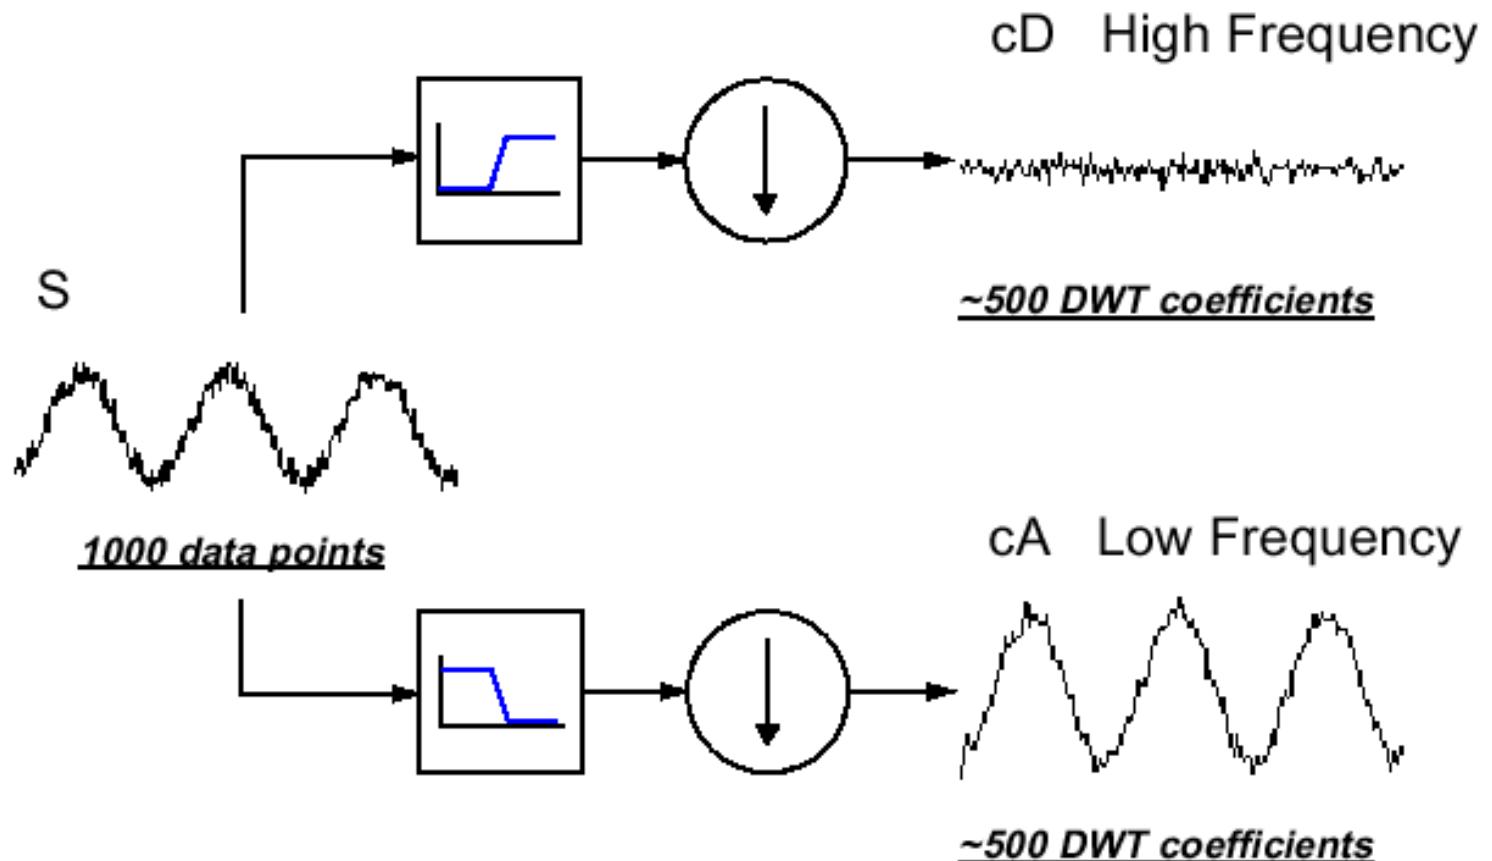 cD High Frequency
~500 DWT coefficients
S
1000 data points
cA Low Frequency
~500 DWT coefficients